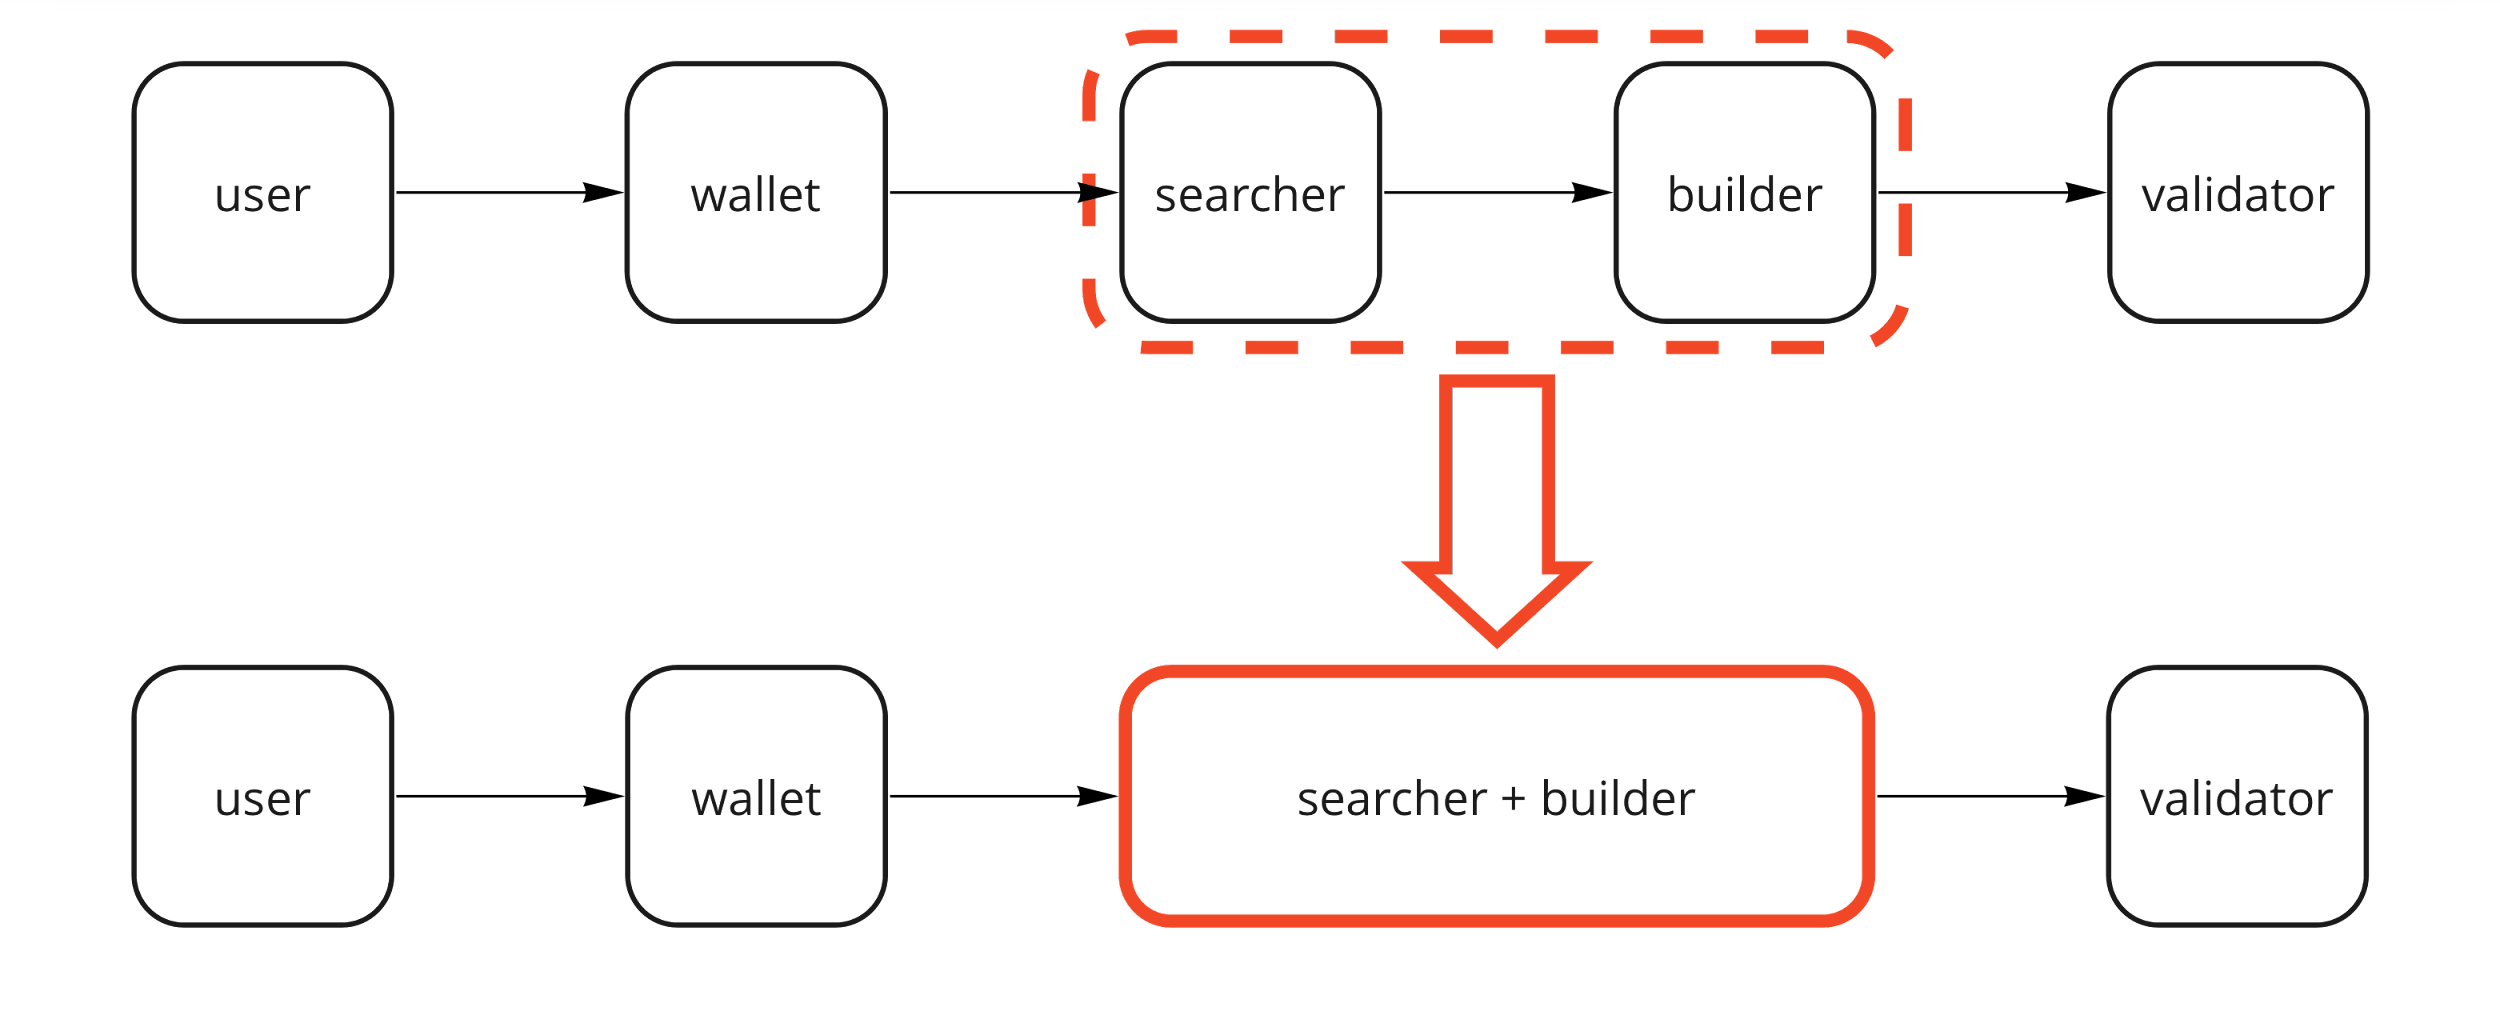 user
wallet
searcher
builder
validator
user
wallet
searcher + builder
validator